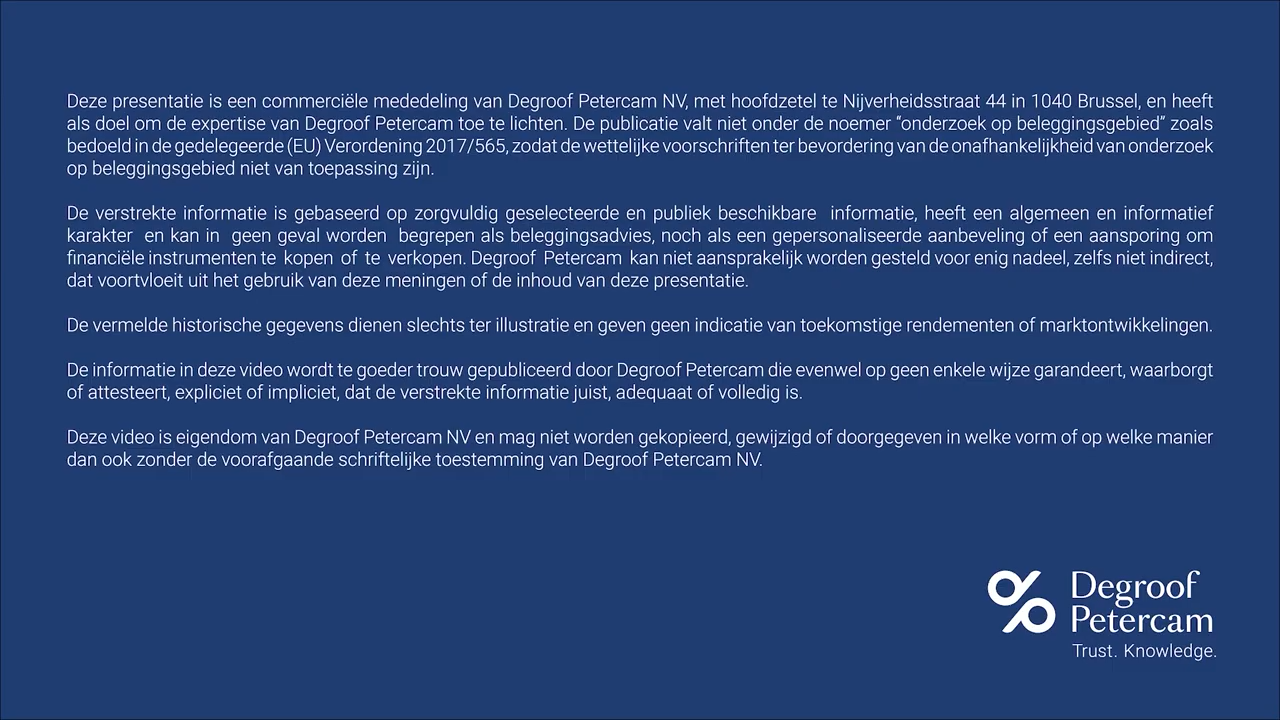 Deze presentatie is een commerciële mededeling van Degroof Petercam NV, met hoofdzetel te Nijverheidsstraat 44 in 1040 Brussel, en heeft
als doel om de expertise van Degroof Petercam toe te lichten. De publicatie valt niet onder de noemer “onderzoek op beleggingsgebied” zoals
bedoeld in de gedelegeerde (EU) Verordening 2017/565, zodat de wettelijke voorschriften ter bevordering van de onafhankelijkheid van onderzoek
op beleggingsgebied niet van toepassing zijn.
De verstrekte informatie is gebaseerd op zorgvuldig geselecteerde en publiek beschikbare informatie, heeft een algemeen en informatief
karakter en kan in geen geval worden begrepen als beleggingsadvies, noch als een gepersonaliseerde aanbeveling of een aansporing om
financiële instrumenten te kopen of te verkopen. Degroof Petercam kan niet aansprakelijk worden gesteld voor enig nadeel, zelfs niet indirect,
dat voortvloeit uit het gebruik van deze meningen of de inhoud van deze presentatie.
De vermelde historische gegevens dienen slechts ter illustratie en geven geen indicatie van toekomstige rendementen of marktontwikkelingen.
De informatie in deze video wordt te goeder trouw gepubliceerd door Degroof Petercam die evenwel op geen enkele wijze garandeert, waarborgt
of attesteert, expliciet of impliciet, dat de verstrekte informatie juist, adequaat of volledig is.
Deze video is eigendom van Degroof Petercam NV en mag niet worden gekopieerd, gewijzigd of doorgegeven in welke vorm of op welke manier
dan ook zonder de voorafgaande schriftelijke toestemming van Degroof Petercam NV.
Degroof
Petercam
Trust. Knowledge.